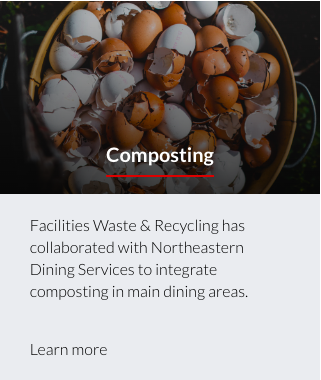 Composting
Facilities Waste & Recycling has
collaborated with Northeastern
Dining Services to integrate
composting in main dining areas.
Learn more